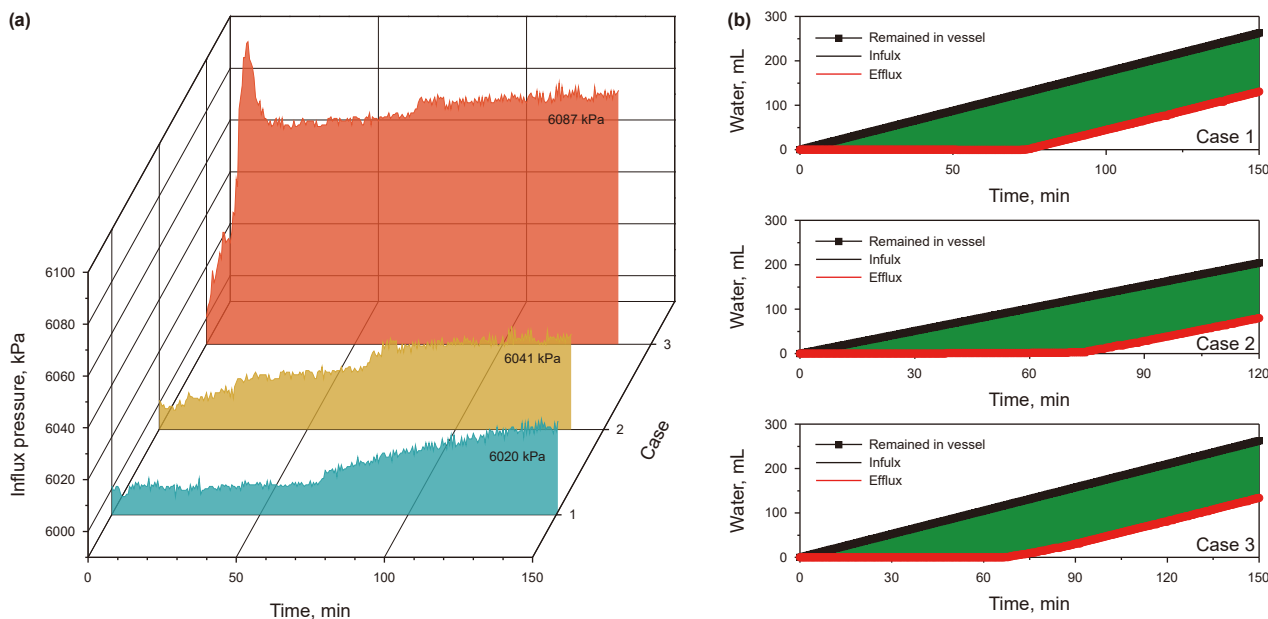 (a)
6100
6080
6060
6040
6020
6000
Influx pressure, kPa
0
50
100
150
Time, min
6087 kPa
6041 kPa
6020 kPa
3
2
1
Case
(b)
300
200
100
0
Water, mL
Remained in vessel
Infulx
Efflux
Case 1
0
50
100
150
Time, min
300
200
100
0
Water, mL
Remained in vessel
Infulx
Efflux
Case 2
0
30
60
90
120
Time, min
300
200
100
0
Water, mL
Remained in vessel
Infulx
Efflux
Case 3
0
30
60
90
120
150
Time, min